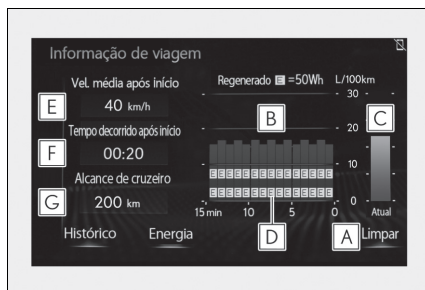 Informação de viagem
Vel. média após início
E
40 km/h
Tempo decorrido após início
F
00:20
Alcance de cruzeiro
G
200 km
Histórico
Energia
Regenerado E =50Wh
L/100km
30
B
C
20
10
E E E E E E E E E E E E E E E
E E E E E E E E E E E E E E E
0
15 min
10
5
0
Atual
D
A
Limpar